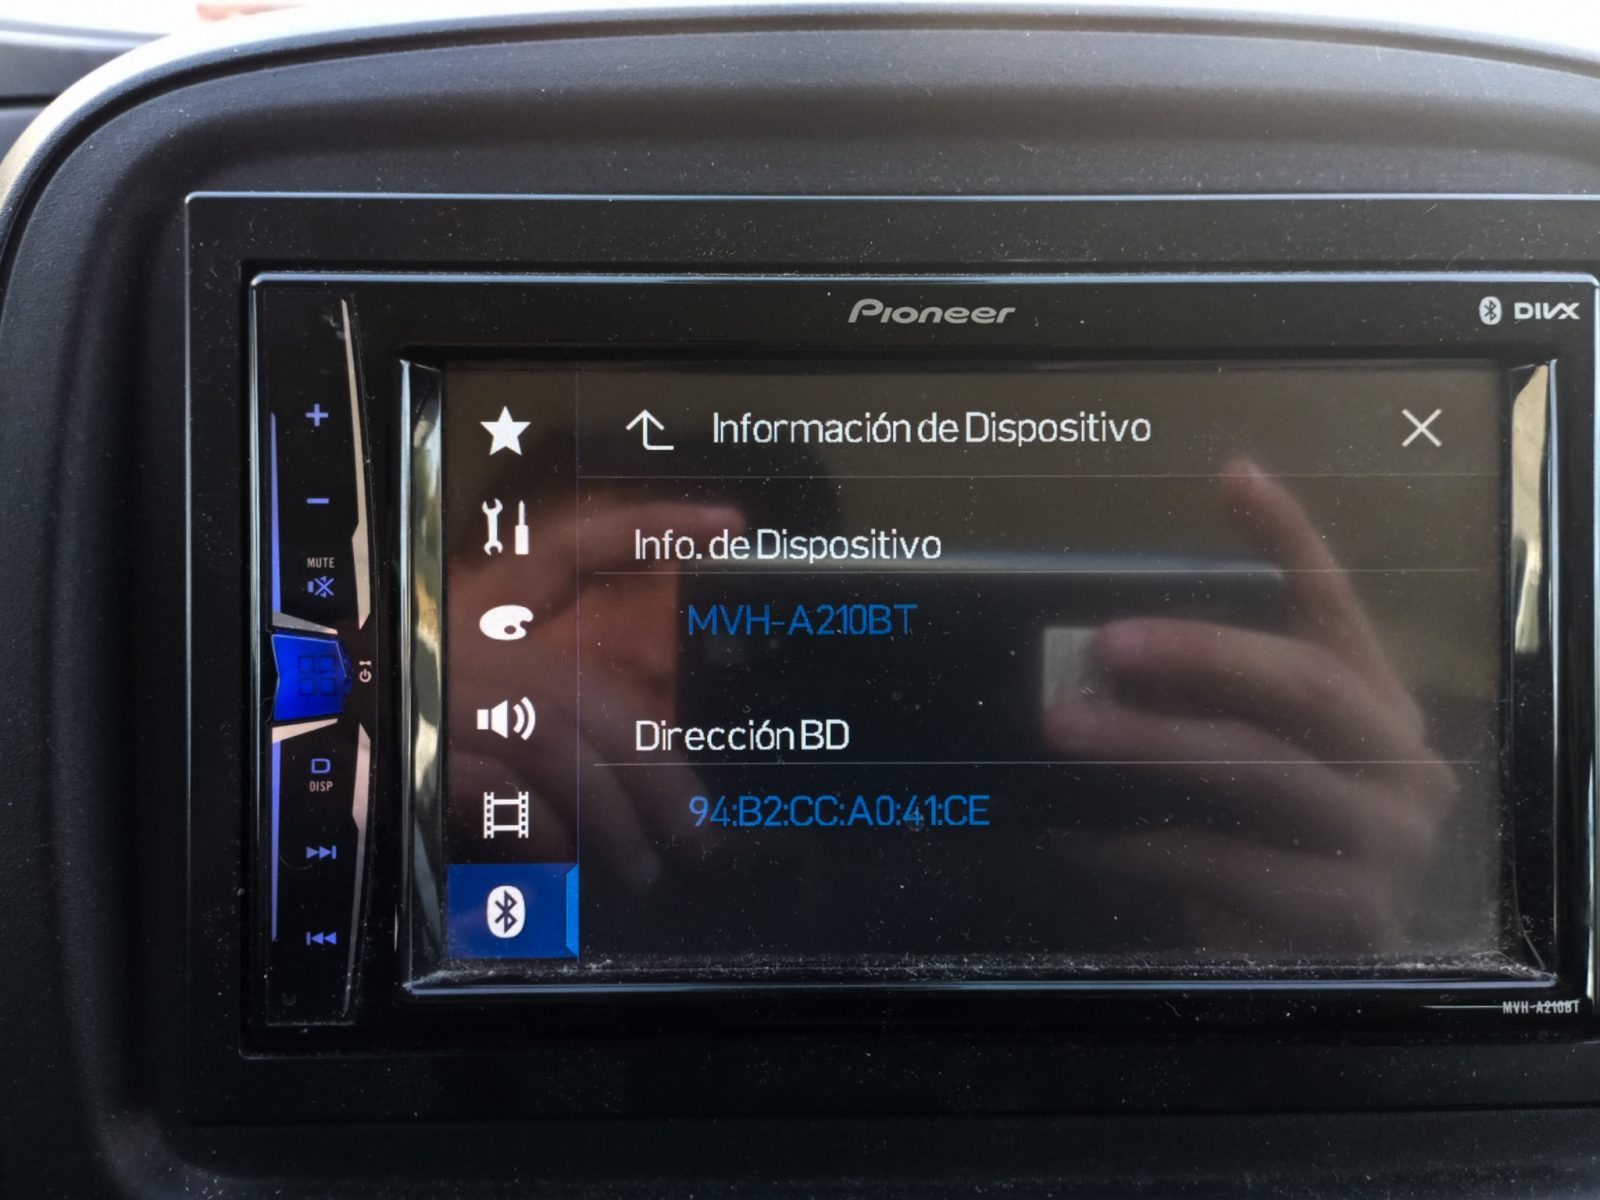 Pioneer
DIVX
Información de Dispositivo
Info. de Dispositivo
MVH-A210BT
Dirección BD
94:B2:CC:A0:41:CE
MUTE
D
DISP
MVH-A210BT